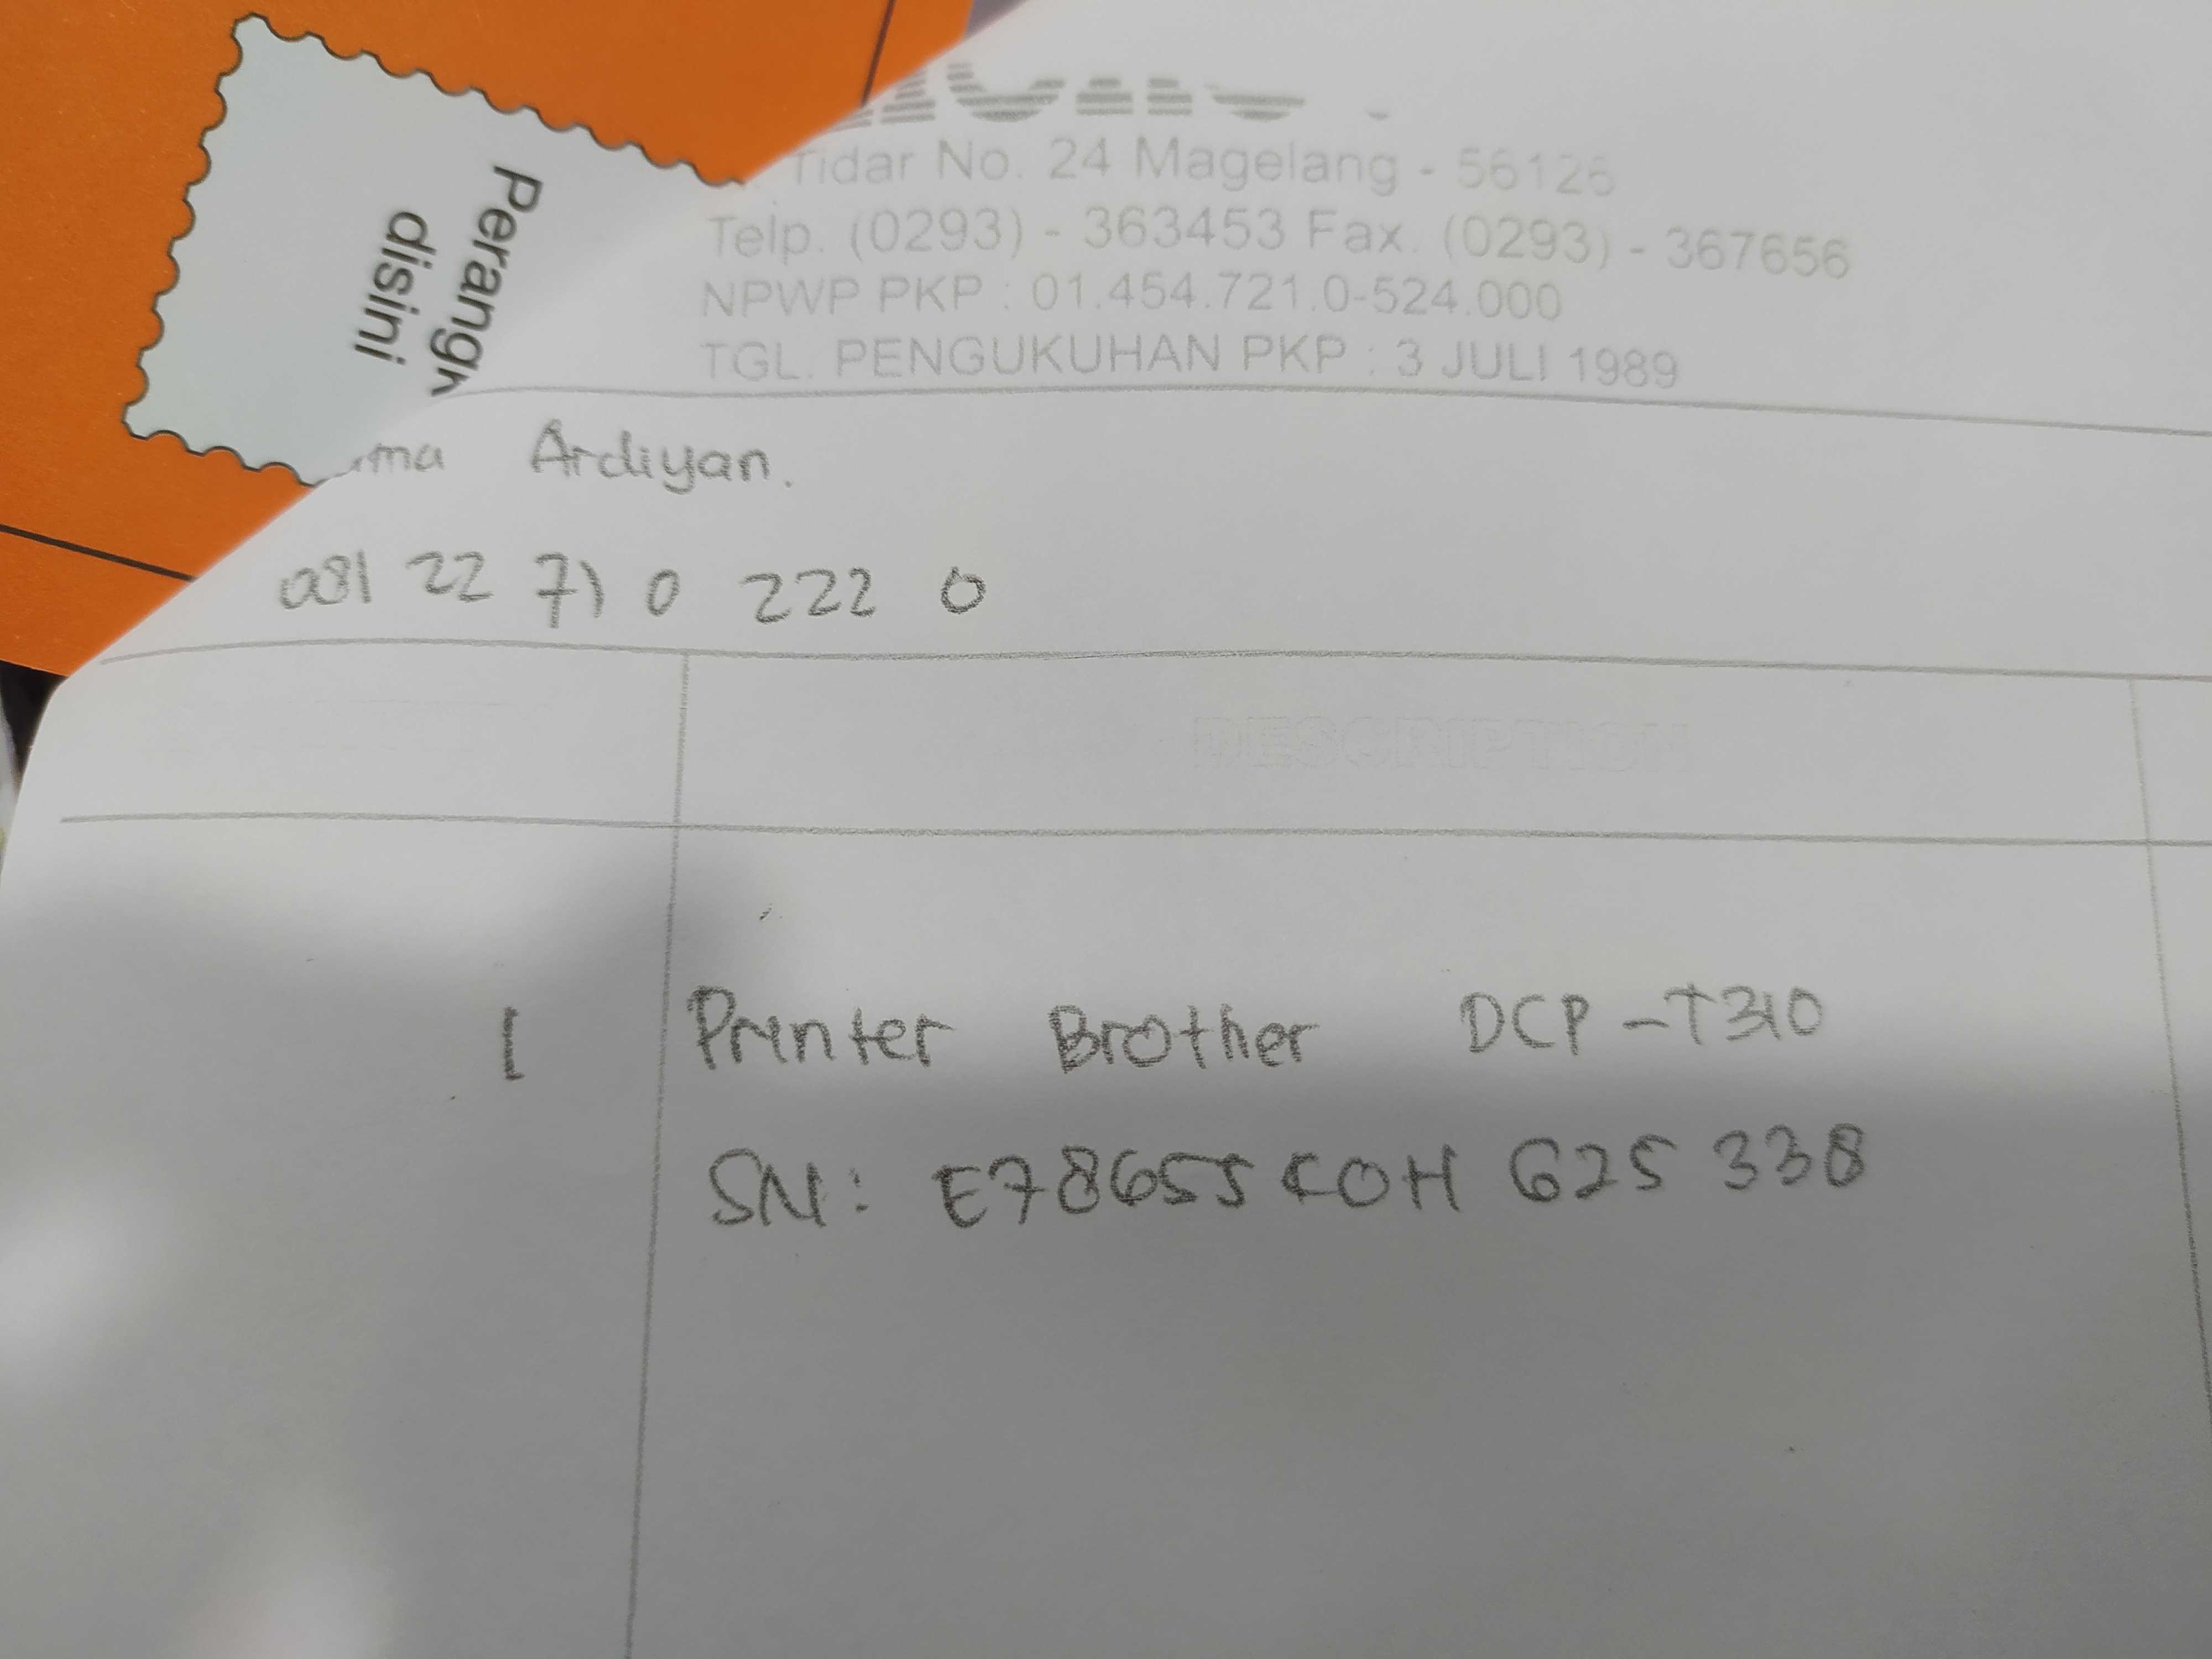 Perangk
disini
Tidar No. 24 Magelang - 56126
Telp. (0293) - 363453 Fax. (0293) - 367656
NPWP PKP : 01.454.721.0-524.000
TGL. PENGUKUHAN PKP : 3 JULI 1989
Ardiyan.
081 22 71 0 222 0
DESCRIPTION
1 Printer Brother DCP-T310
SN: E78655K0H 625 338